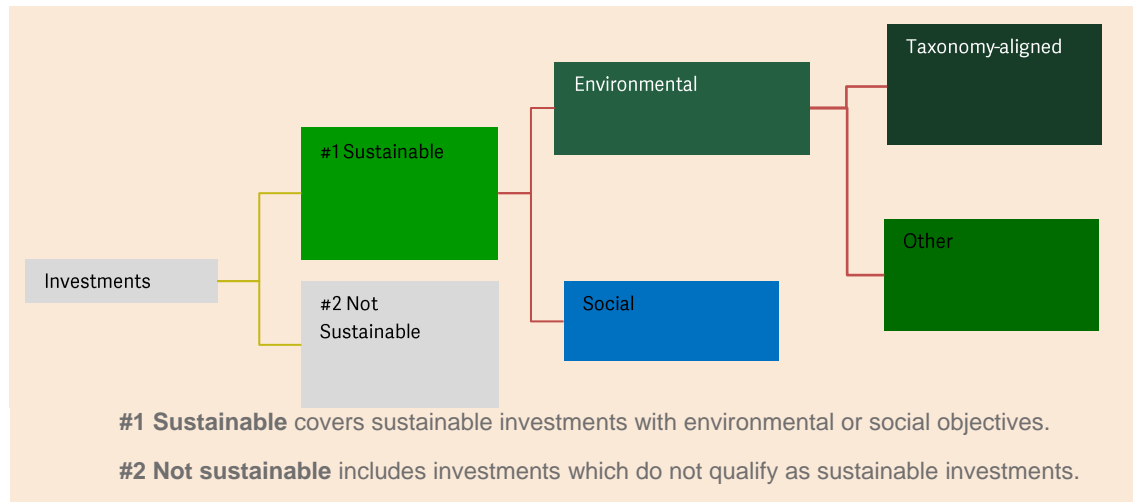 Taxonomy-aligned
Environmental
#1 Sustainable
Other
Investments
#2 Not
Sustainable
Social
#1 Sustainable covers sustainable investments with environmental or social objectives.
#2 Not sustainable includes investments which do not qualify as sustainable investments.